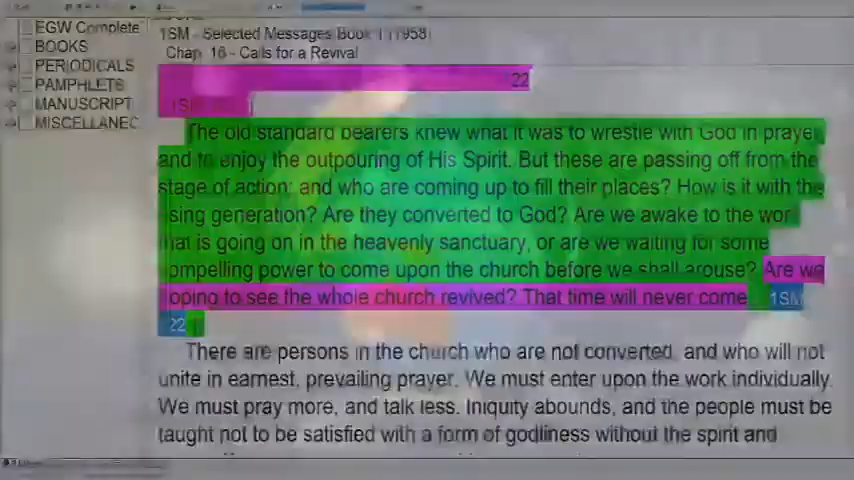 EGW Complete
BOOKS
PERIODICALS
PAMPHLETS
MANUSCRIPT
MISCELLANEC
1SM - Selected Messages Book 1 (1958)
Chap. 16 - Calls for a Revival
22
1SM
The old standard bearers knew what it was to wrestle with God in prayer,
and to enjoy the outpouring of His Spirit. But these are passing off from the
stage of action; and who are coming up to fill their places? How is it with the
ising generation? Are they converted to God? Are we awake to the wor
hat is going on in the heavenly sanctuary, or are we waiting for some
ompelling power to come upon the church before we shall arouse? Are we
oping to see the whole church revived? That time will never come. 1SM
22
There are persons in the church who are not converted, and who will not
unite in earnest, prevailing prayer. We must enter upon the work individually.
We must pray more, and talk less. Iniquity abounds, and the people must be
taught not to be satisfied with a form of godliness without the spirit and